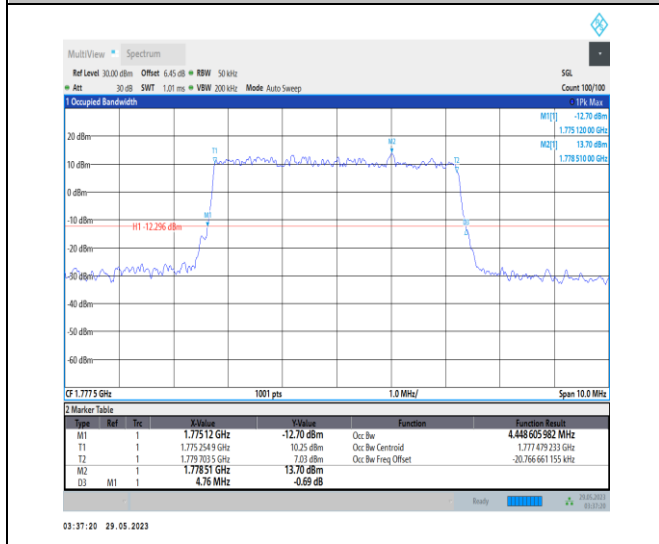 MultiView Spectrum
Ref Level 30.00 dBm Offset 6.45 dB RBW 50 kHz SGL
Att 30 dB SWT 1.01 ms VBW 200 kHz Mode Auto Sweep Count 100/100
1 Occupied Bandwidth 1Pk Max
M1[1] -12.70 dBm
1.775 120 00 GHz
M2[1] 13.70 dBm
1.778 510 00 GHz
20 dBm
T1 M2 T2
10 dBm
0 dBm
M1
-10 dBm
H1 -12.296 dBm
-20 dBm
-30 dBm
-40 dBm
-50 dBm
-60 dBm
CF 1.777 5 GHz 1001 pts 1.0 MHz/ Span 10.0 MHz
2 Marker Table
Type Ref Trc X-Value Y-Value Function Function Result
M1 1 1.775 12 GHz -12.70 dBm Occ Bw 4.448 605 982 MHz
T1 1 1.775 254 9 GHz 10.25 dBm Occ Bw Centroid 1.777 479 233 GHz
T2 1 1.779 703 5 GHz 7.03 dBm Occ Bw Freq Offset -20.766 661 155 kHz
M2 1 1.778 51 GHz 13.70 dBm
D3 M1 1 4.76 MHz -0.69 dB
Ready 29.05.2023
03:37:20
03:37:20 29.05.2023